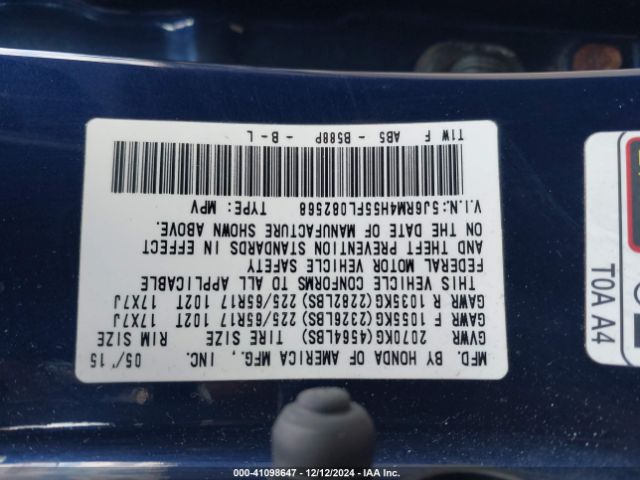 MFD. BY HONDA OF AMERICA MFG., INC. 05/'15
GVWR 2070KG(4564LBS) TIRE SIZE RIM SIZE
GAWR F 1055KG(2326LBS) 225/65R17 102T 17X7J
GAWR R 1035KG(2282LBS) 225/65R17 102T 17X7J
THIS VEHICLE CONFORMS TO ALL APPLICABLE
FEDERAL MOTOR VEHICLE SAFETY
AND THEFT PREVENTION STANDARDS IN EFFECT
ON THE DATE OF MANUFACTURE SHOWN ABOVE.
V.I.N.:5J6RM4H55FL082568 TYPE: MPV
T1W F AB5 - B588P - B - L
T0A A4
000-41098647 - 12/12/2024 - IAA Inc.